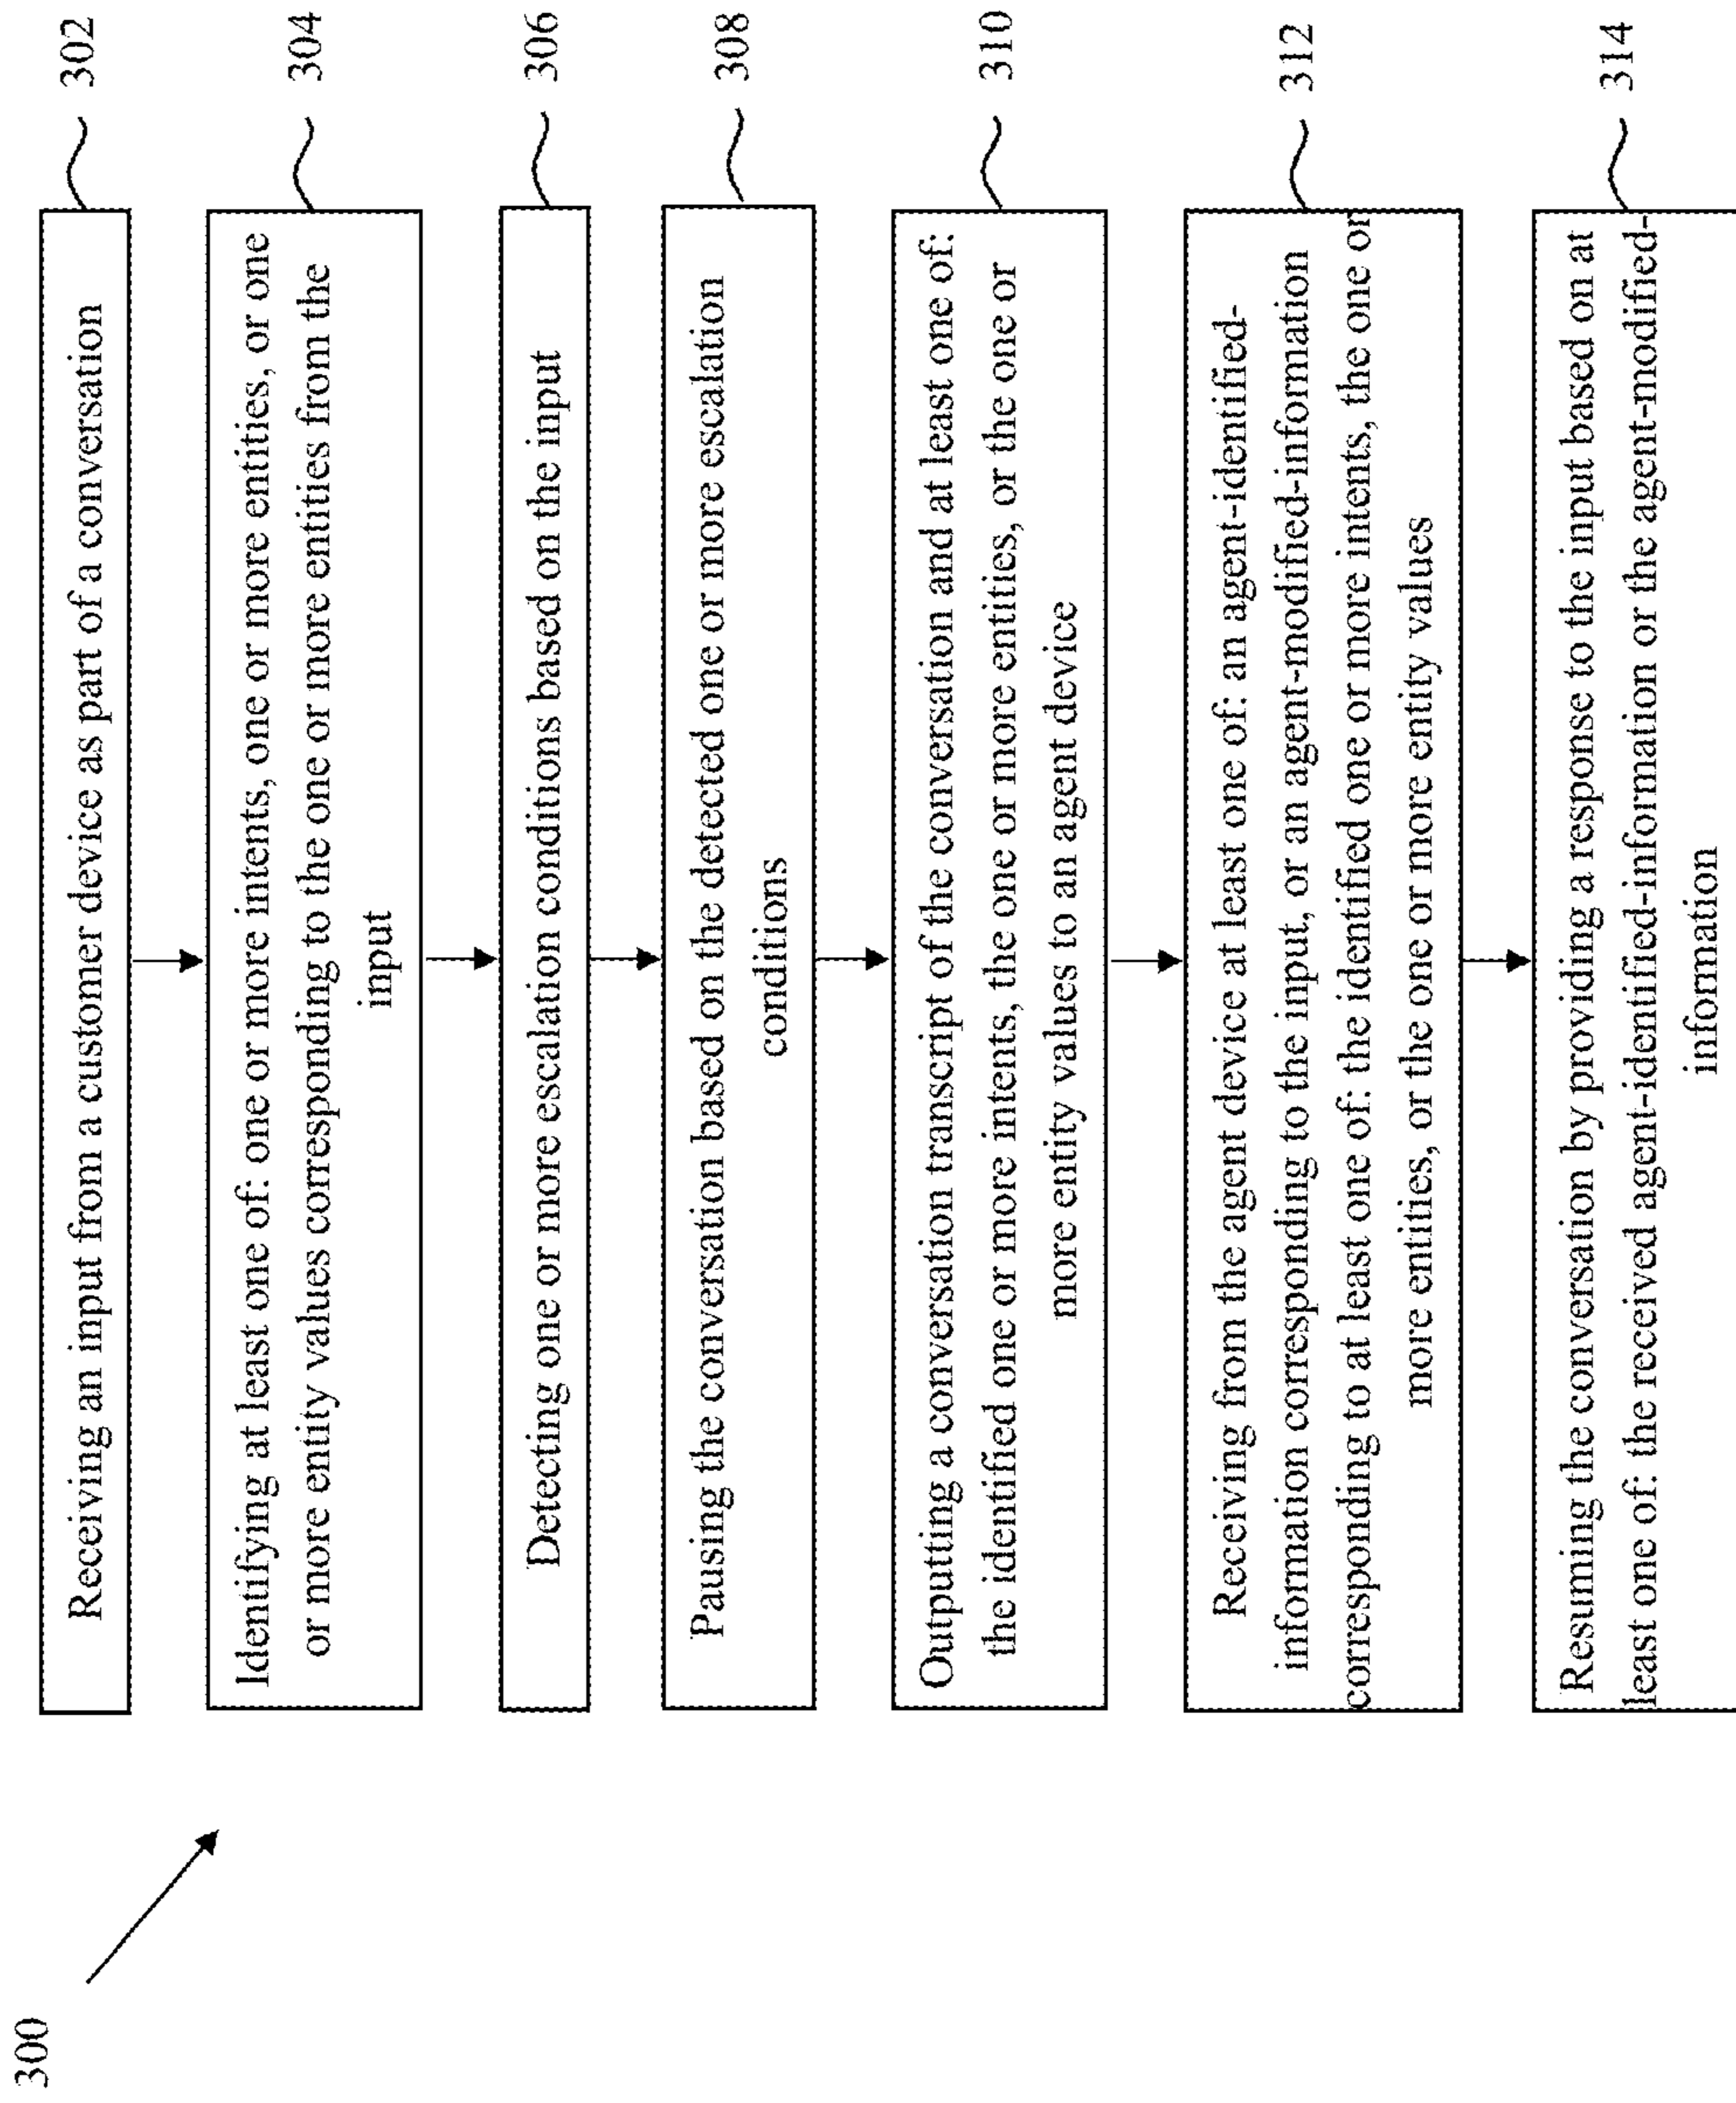 300
Receiving an input from a customer device as part of a conversation
302
Identifying at least one of: one or more intents, one or more entities, or one
or more entity values corresponding to the one or more entities from the
input
304
Detecting one or more escalation conditions based on the input
306
Pausing the conversation based on the detected one or more escalation
conditions
308
Outputting a conversation transcript of the conversation and at least one of:
the identified one or more intents, the one or more entities, or the one or
more entity values to an agent device
310
Receiving from the agent device at least one of: an agent-identified-
information corresponding to the input, or an agent-modified-information
corresponding to at least one of: the identified one or more intents, the one or
more entities, or the one or more entity values
312
Resuming the conversation by providing a response to the input based on at
least one of: the received agent-identified-information or the agent-modified-
information
314